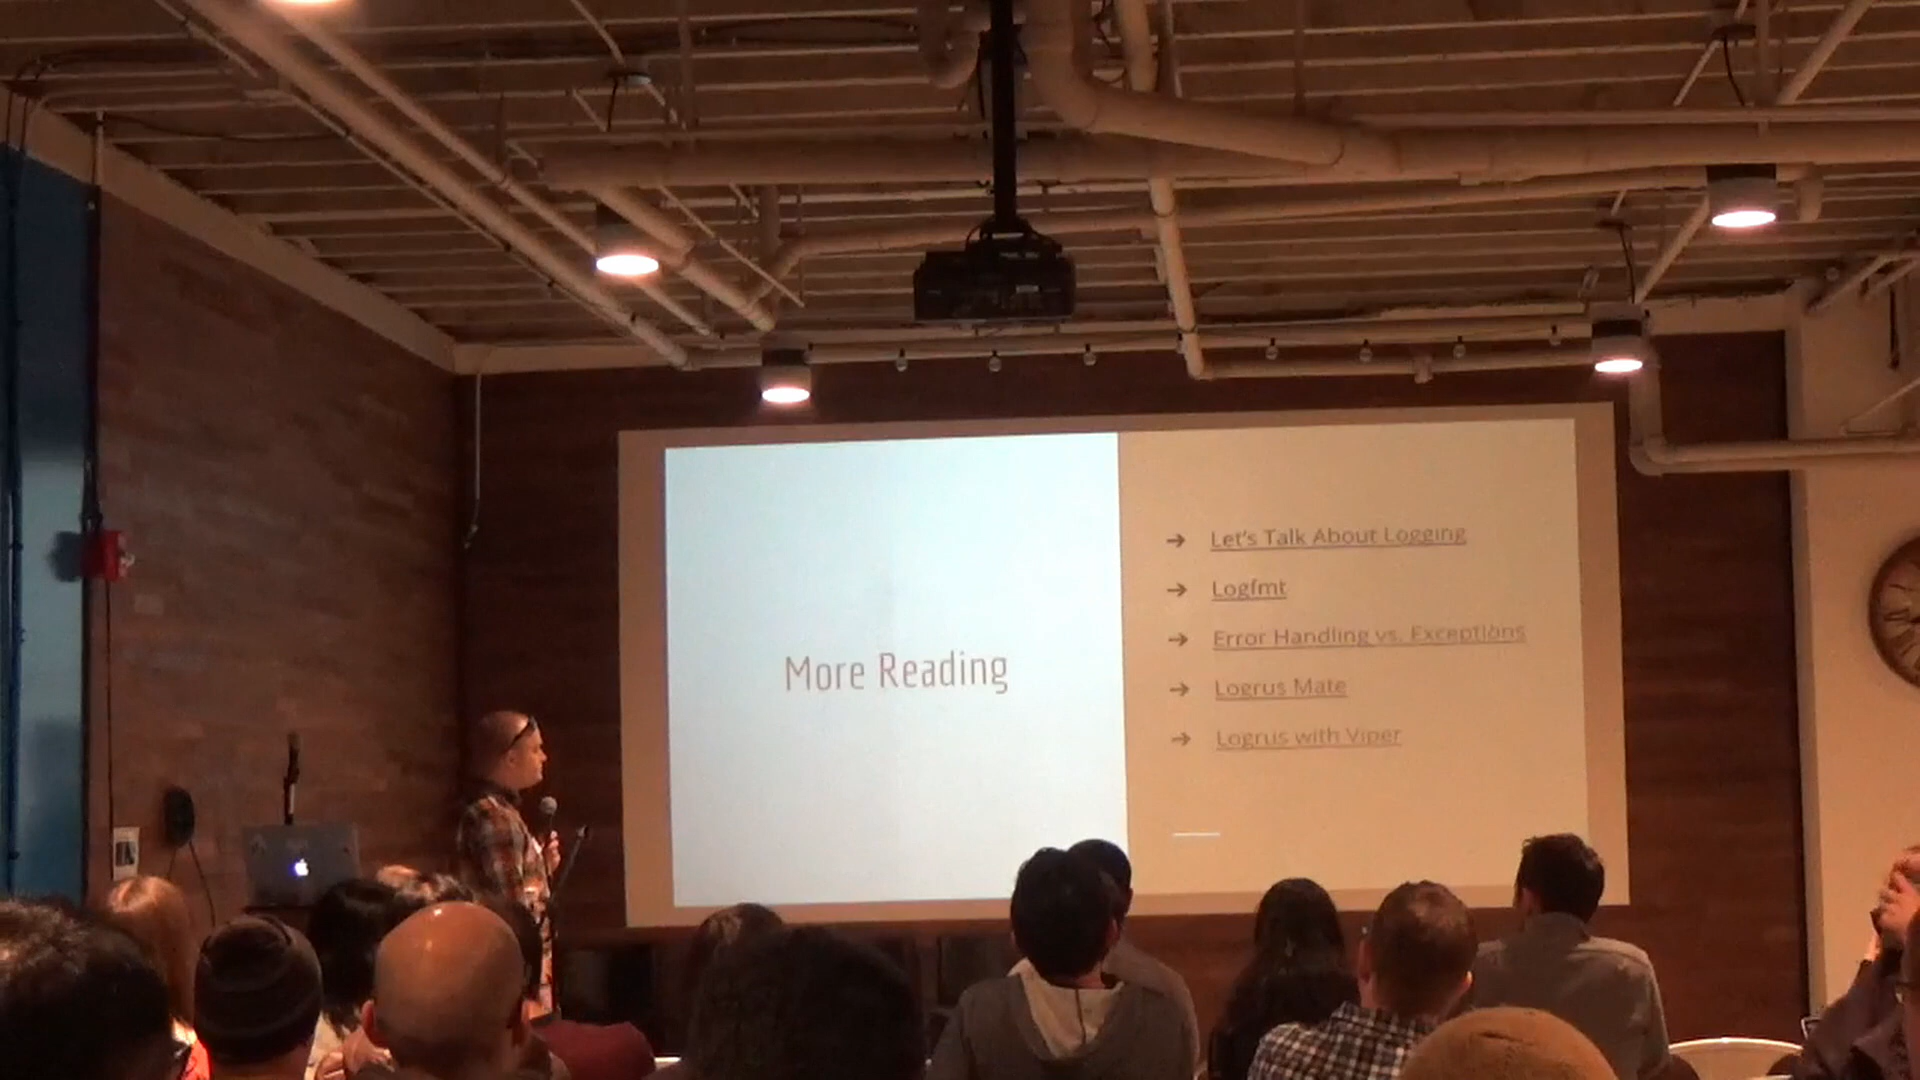 More Reading
Let's Talk About Logging
Logfmt
Error Handling vs. Exceptions
Logrus Mate
Logrus with Viper